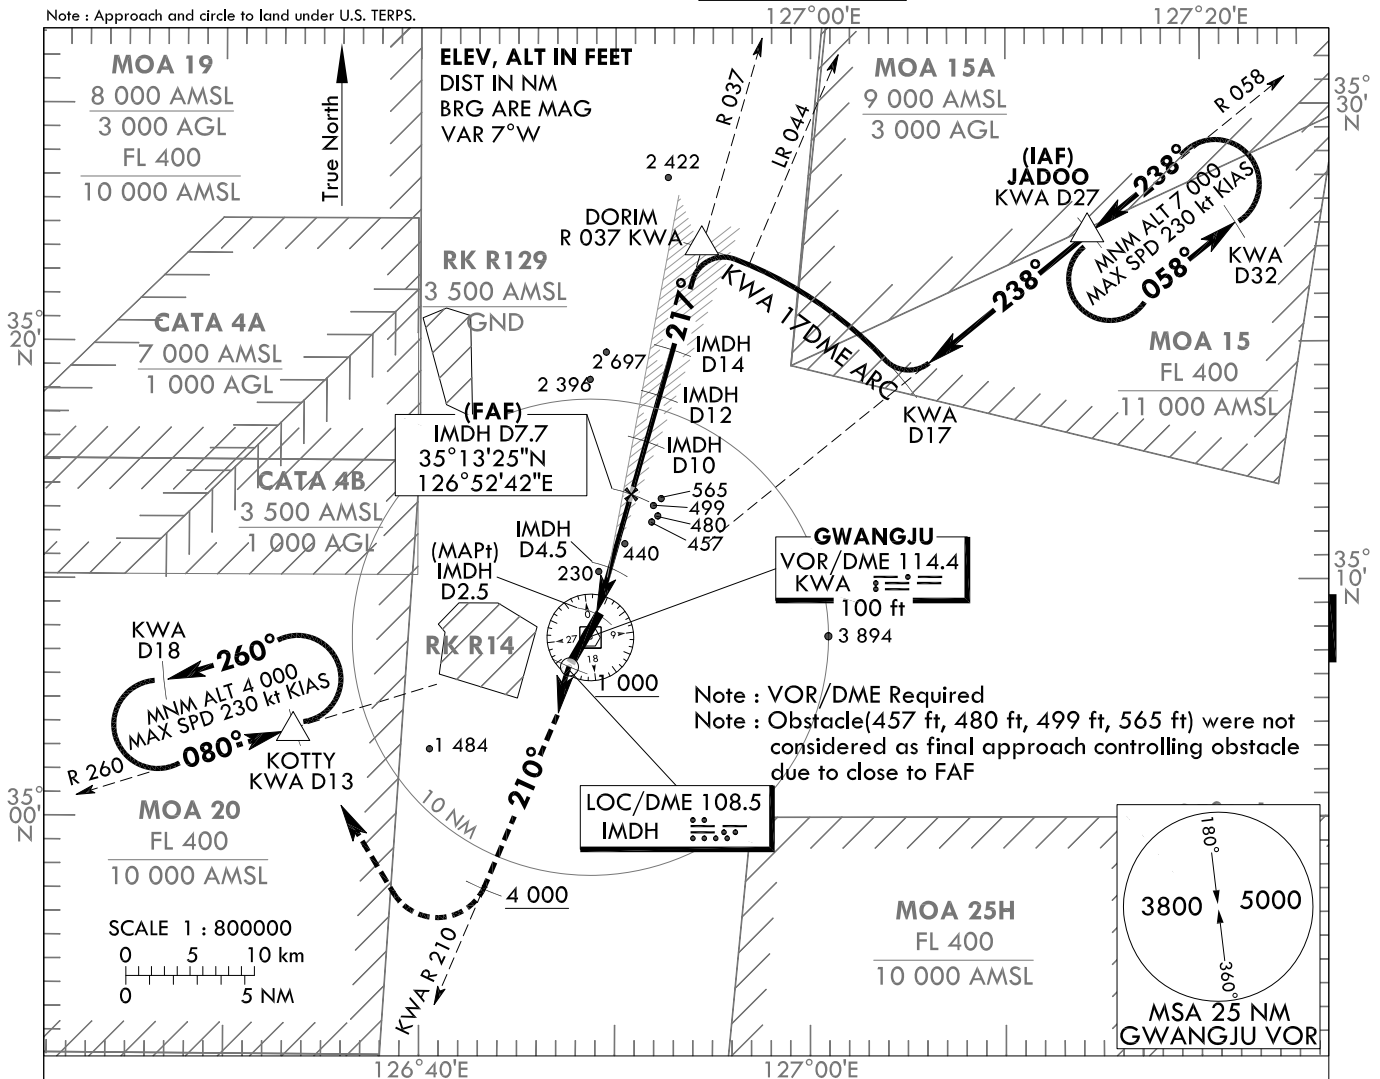 Note : Approach and circle to land under U.S. TERPS.
127°00'E
127°20'E
MOA 19
8 000 AMSL
3 000 AGL
FL 400
10 000 AMSL
True North
ELEV, ALT IN FEET
DIST IN NM
BRG ARE MAG
VAR 7°W
R 037
LR 044
MOA 15A
9 000 AMSL
3 000 AGL
R 058
35°
30'
N
2 422
(IAF)
JADOO
KWA D27
238°
MNM ALT 7 000
MAX SPD 230 kt KIAS
058°
KWA
D32
DORIM
R 037 KWA
RK R129
3 500 AMSL
GND
217°
KWA 17DME ARC
238°
35°
20'
N
CATA 4A
7 000 AMSL
1 000 AGL
2 697
2 396
IMDH
D14
IMDH
D12
IMDH
D10
KWA
D17
MOA 15
FL 400
11 000 AMSL
(FAF)
IMDH D7.7
35°13'25"N
126°52'42"E
CATA 4B
3 500 AMSL
1 000 AGL
565
499
480
457
440
230
IMDH
D4.5
(MAPt)
IMDH
D2.5
GWANGJU
VOR/DME 114.4
KWA
100 ft
35°
10'
N
RK R14
0
9
18
27
3 894
KWA
D18
260°
MNM ALT 4 000
MAX SPD 230 kt KIAS
080°
R 260
KOTTY
KWA D13
1 000
1 484
Note : VOR/DME Required
Note : Obstacle(457 ft, 480 ft, 499 ft, 565 ft) were not
considered as final approach controlling obstacle
due to close to FAF
35°
00'
N
MOA 20
FL 400
10 000 AMSL
10 NM
210°
LOC/DME 108.5
IMDH
4 000
KWA R 210
SCALE 1 : 800000
0 5 10 km
0 5 NM
MOA 25H
FL 400
10 000 AMSL
180°
3800 5000
360°
MSA 25 NM
GWANGJU VOR
126°40'E
127°00'E